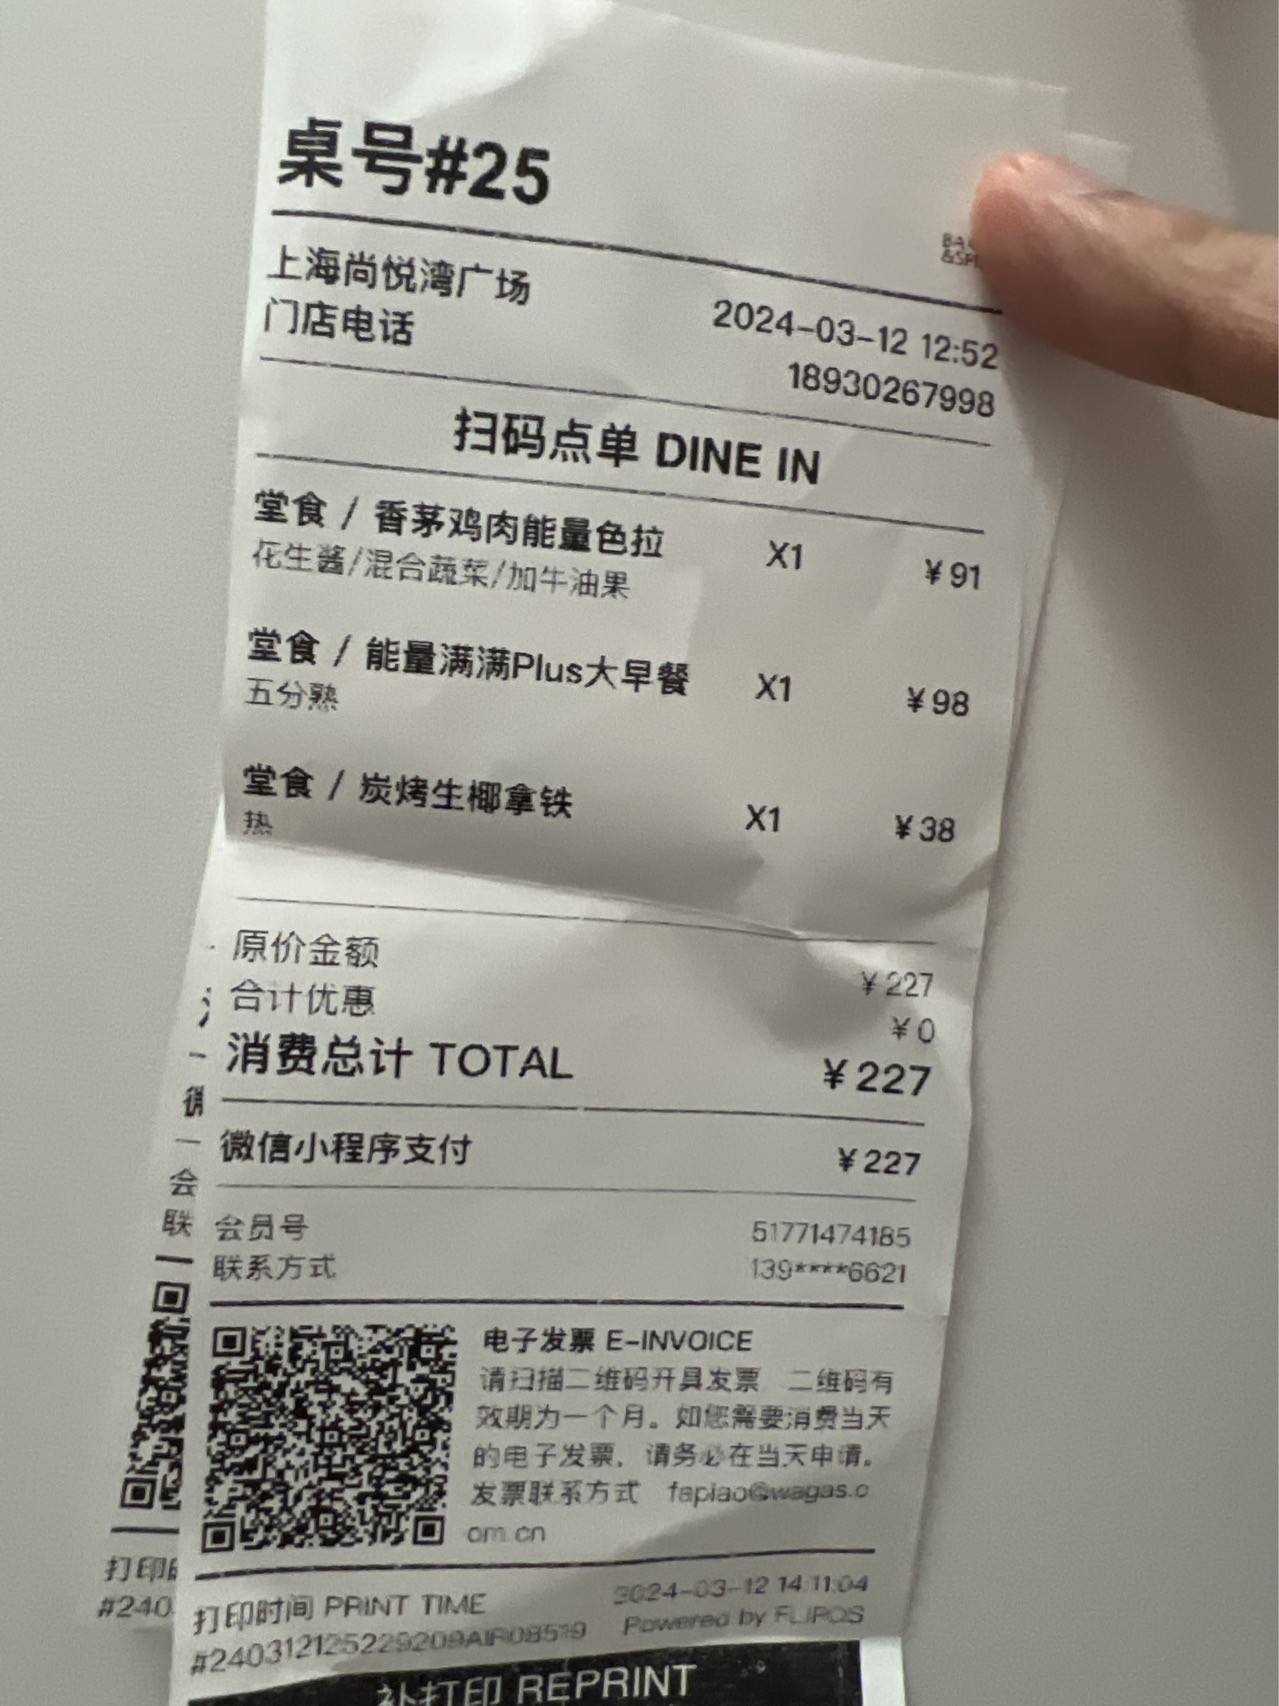 桌号#25
上海尚悦湾广场 2024-03-12 12:52
门店电话 18930267998
扫码点单 DINE IN
堂食 / 香茅鸡肉能量色拉 X1 ¥91
花生酱/混合蔬菜/加牛油果
堂食 / 能量满满Plus大早餐 X1 ¥98
五分熟
堂食 / 炭烤生椰拿铁 X1 ¥38
热
原价金额 ¥227
合计优惠 ¥0
消费总计 TOTAL ¥227
微信小程序支付 ¥227
会员号 51771474185
联系方式 139****6621
电子发票 E-INVOICE
请扫描二维码开具发票 二维码有
效期为一个月。如您需要消费当天
的电子发票，请务必在当天申请。
发票联系方式 fapiao@wagas.c
om.cn
打印时间 PRINT TIME 2024-03-12 14:11:04
#240312125229209AIR08519 Powered by FLIPOS
补打印 REPRINT
会
联
#240